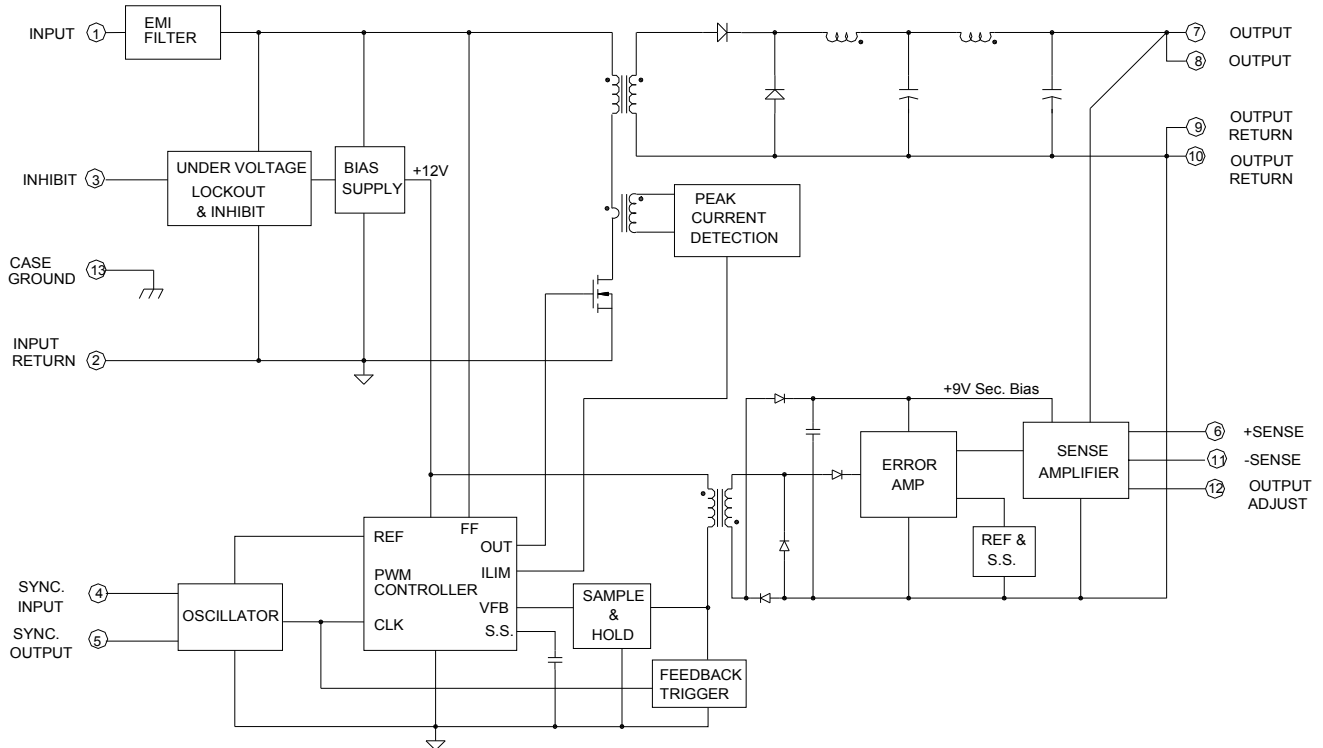 INPUT
1
EMI
FILTER
7
OUTPUT
8
OUTPUT
9
OUTPUT
RETURN
10
OUTPUT
RETURN
INHIBIT
3
UNDER VOLTAGE
LOCKOUT
& INHIBIT
BIAS
SUPPLY
+12V
PEAK
CURRENT
DETECTION
CASE
GROUND
13
INPUT
RETURN
2
+9V Sec. Bias
ERROR
AMP
SENSE
AMPLIFIER
6
+SENSE
11
-SENSE
12
OUTPUT
ADJUST
REF &
S.S.
REF
FF
OUT
PWM
CONTROLLER
ILIM
VFB
CLK
S.S.
SAMPLE
&
HOLD
FEEDBACK
TRIGGER
SYNC.
INPUT
4
OSCILLATOR
SYNC.
OUTPUT
5